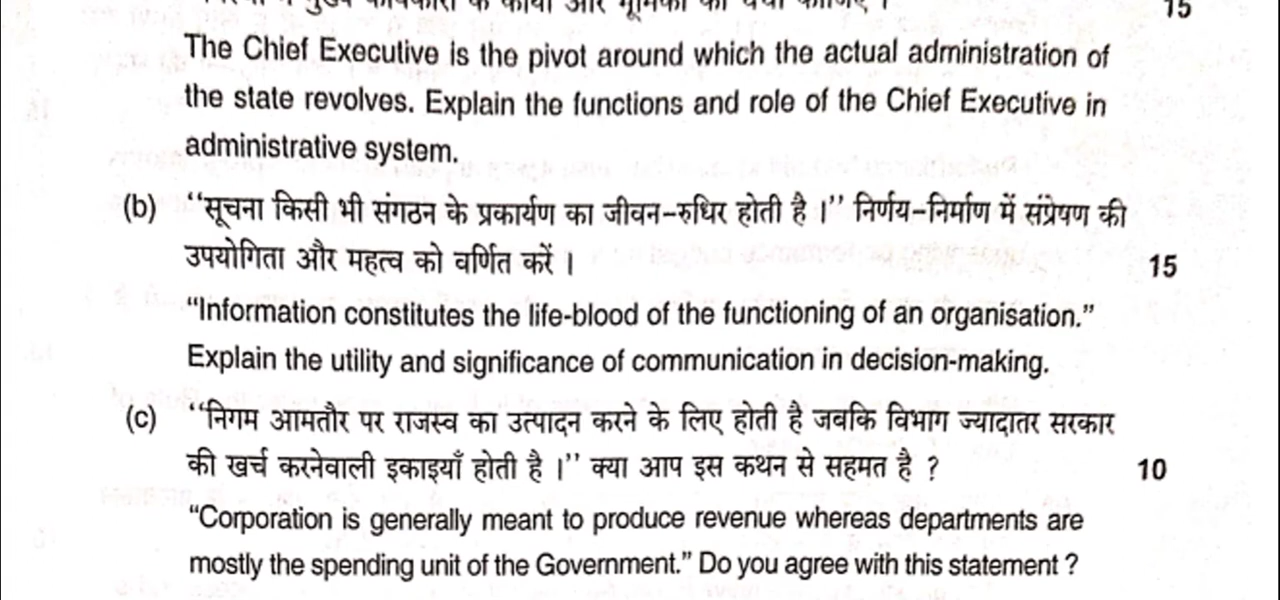 मुख्य कार्यकारी के कार्यों और भूमिका की चर्चा कीजिए । 15
The Chief Executive is the pivot around which the actual administration of
the state revolves. Explain the functions and role of the Chief Executive in
administrative system.
(b) “सूचना किसी भी संगठन के प्रकार्यण का जीवन-रुधिर होती है ।” निर्णय-निर्माण में संप्रेषण की
उपयोगिता और महत्व को वर्णित करें । 15
“Information constitutes the life-blood of the functioning of an organisation.”
Explain the utility and significance of communication in decision-making.
(c) “निगम आमतौर पर राजस्व का उत्पादन करने के लिए होती है जबकि विभाग ज्यादातर सरकार
की खर्च करनेवाली इकाइयाँ होती है ।” क्या आप इस कथन से सहमत है ? 10
“Corporation is generally meant to produce revenue whereas departments are
mostly the spending unit of the Government.” Do you agree with this statement ?